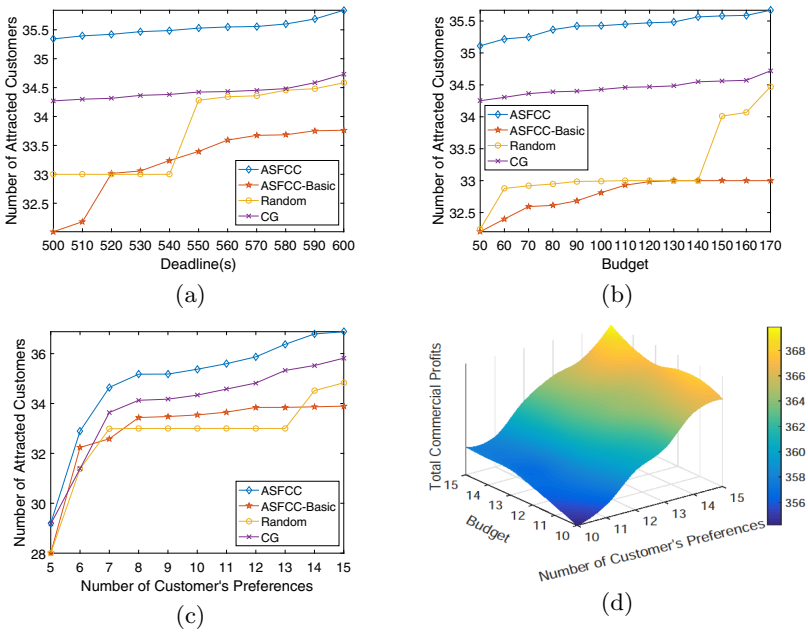 Number of Attracted Customers
35.5
35
34.5
34
33.5
33
32.5
500 510 520 530 540 550 560 570 580 590 600
Deadline(s)
ASFCC
ASFCC-Basic
Random
CG
(a)
Number of Attracted Customers
35.5
35
34.5
34
33.5
33
32.5
50 60 70 80 90 100 110 120 130 140 150 160 170
Budget
ASFCC
ASFCC-Basic
Random
CG
(b)
Number of Attracted Customers
36
34
32
30
28
5 6 7 8 9 10 11 12 13 14 15
Number of Customer's Preferences
ASFCC
ASFCC-Basic
Random
CG
(c)
Total Commercial Profits
15 14 13 12 11 10
Budget
10 11 12 13 14 15
Number of Customer's Preferences
368
366
364
362
360
358
356
(d)